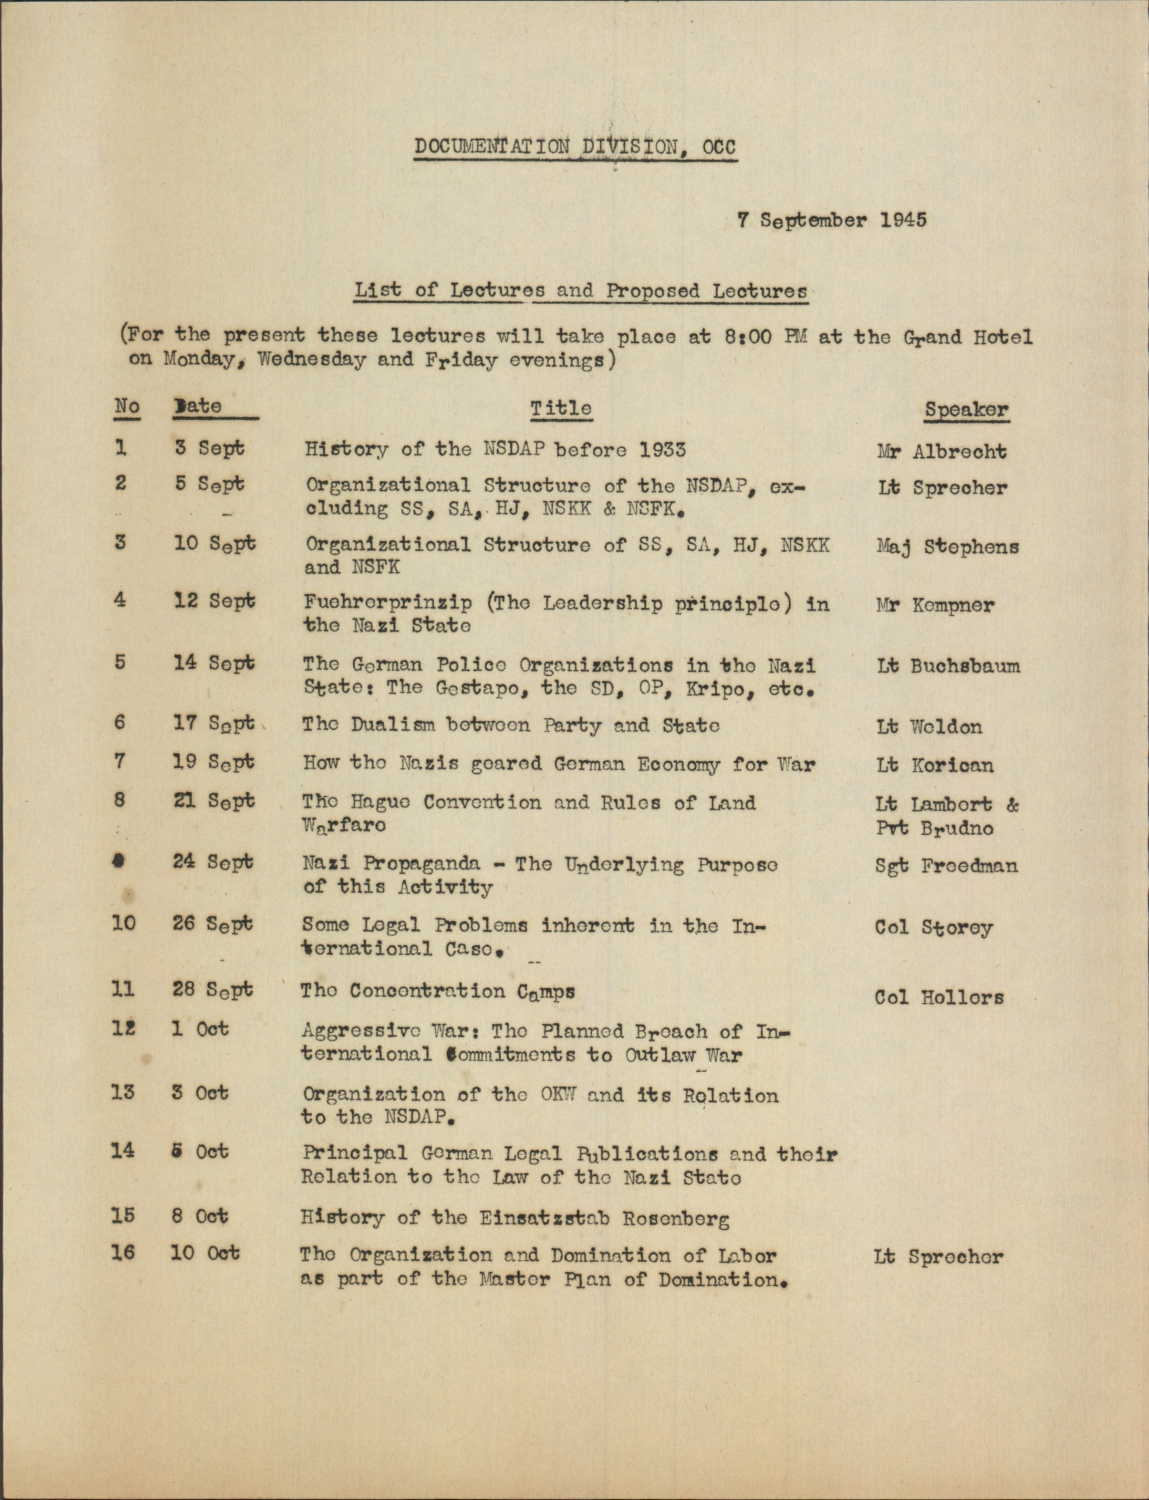 DOCUMENTATION DIVISION, OCC
7 September 1945
List of Lectures and Proposed Lectures
(For the present these lectures will take place at 8:00 PM at the Grand Hotel
on Monday, Wednesday and Friday evenings)
No Date Title Speaker
1 3 Sept History of the NSDAP before 1933 Mr Albrecht
2 5 Sept Organizational Structure of the NSDAP, ex- Lt Sprecher
cluding SS, SA, HJ, NSKK & NSFK.
3 10 Sept Organizational Structure of SS, SA, HJ, NSKK Maj Stephens
and NSFK
4 12 Sept Fuehrerprinzip (The Leadership principle) in Mr Kempner
the Nazi State
5 14 Sept The German Police Organizations in the Nazi Lt Buchsbaum
State: The Gestapo, the SD, OP, Kripo, etc.
6 17 Sept The Dualism between Party and State Lt Weldon
7 19 Sept How the Nazis geared German Economy for War Lt Korican
8 21 Sept The Hague Convention and Rules of Land Lt Lambert &
Warfare Pvt Brudno
24 Sept Nazi Propaganda - The Underlying Purpose Sgt Freedman
of this Activity
10 26 Sept Some Legal Problems inherent in the In- Col Storey
ternational Case.
11 28 Sept The Concentration Camps Col Hollers
12 1 Oct Aggressive War: The Planned Breach of In-
ternational Commitments to Outlaw War
13 3 Oct Organization of the OKW and its Relation
to the NSDAP.
14 5 Oct Principal German Legal Publications and their
Relation to the Law of the Nazi State
15 8 Oct History of the Einsatzstab Rosenberg
16 10 Oct The Organization and Domination of Labor Lt Sprecher
as part of the Master Plan of Domination.